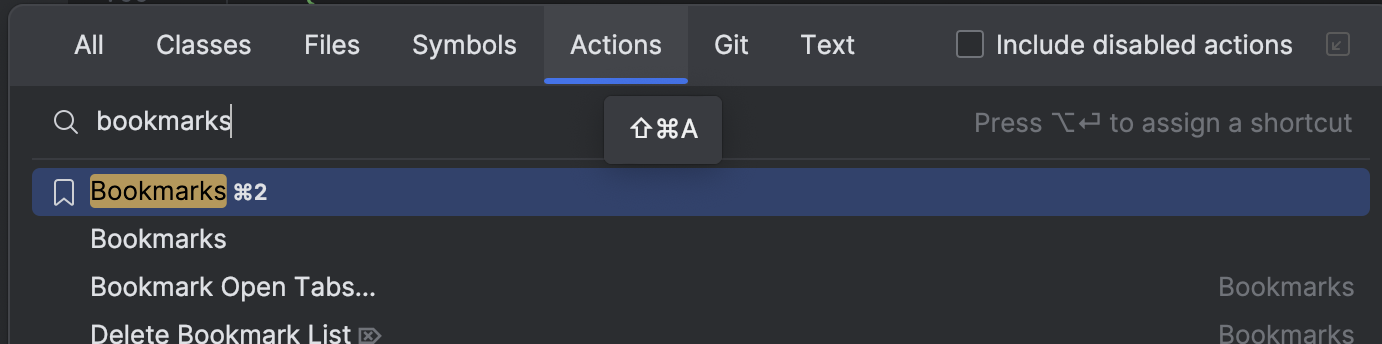 All Classes Files Symbols Actions Git Text Include disabled actions
bookmarks Press ⌥↩ to assign a shortcut
⇧⌘A
Bookmarks ⌘2
Bookmarks
Bookmark Open Tabs... Bookmarks
Delete Bookmark List ⌦ Bookmarks